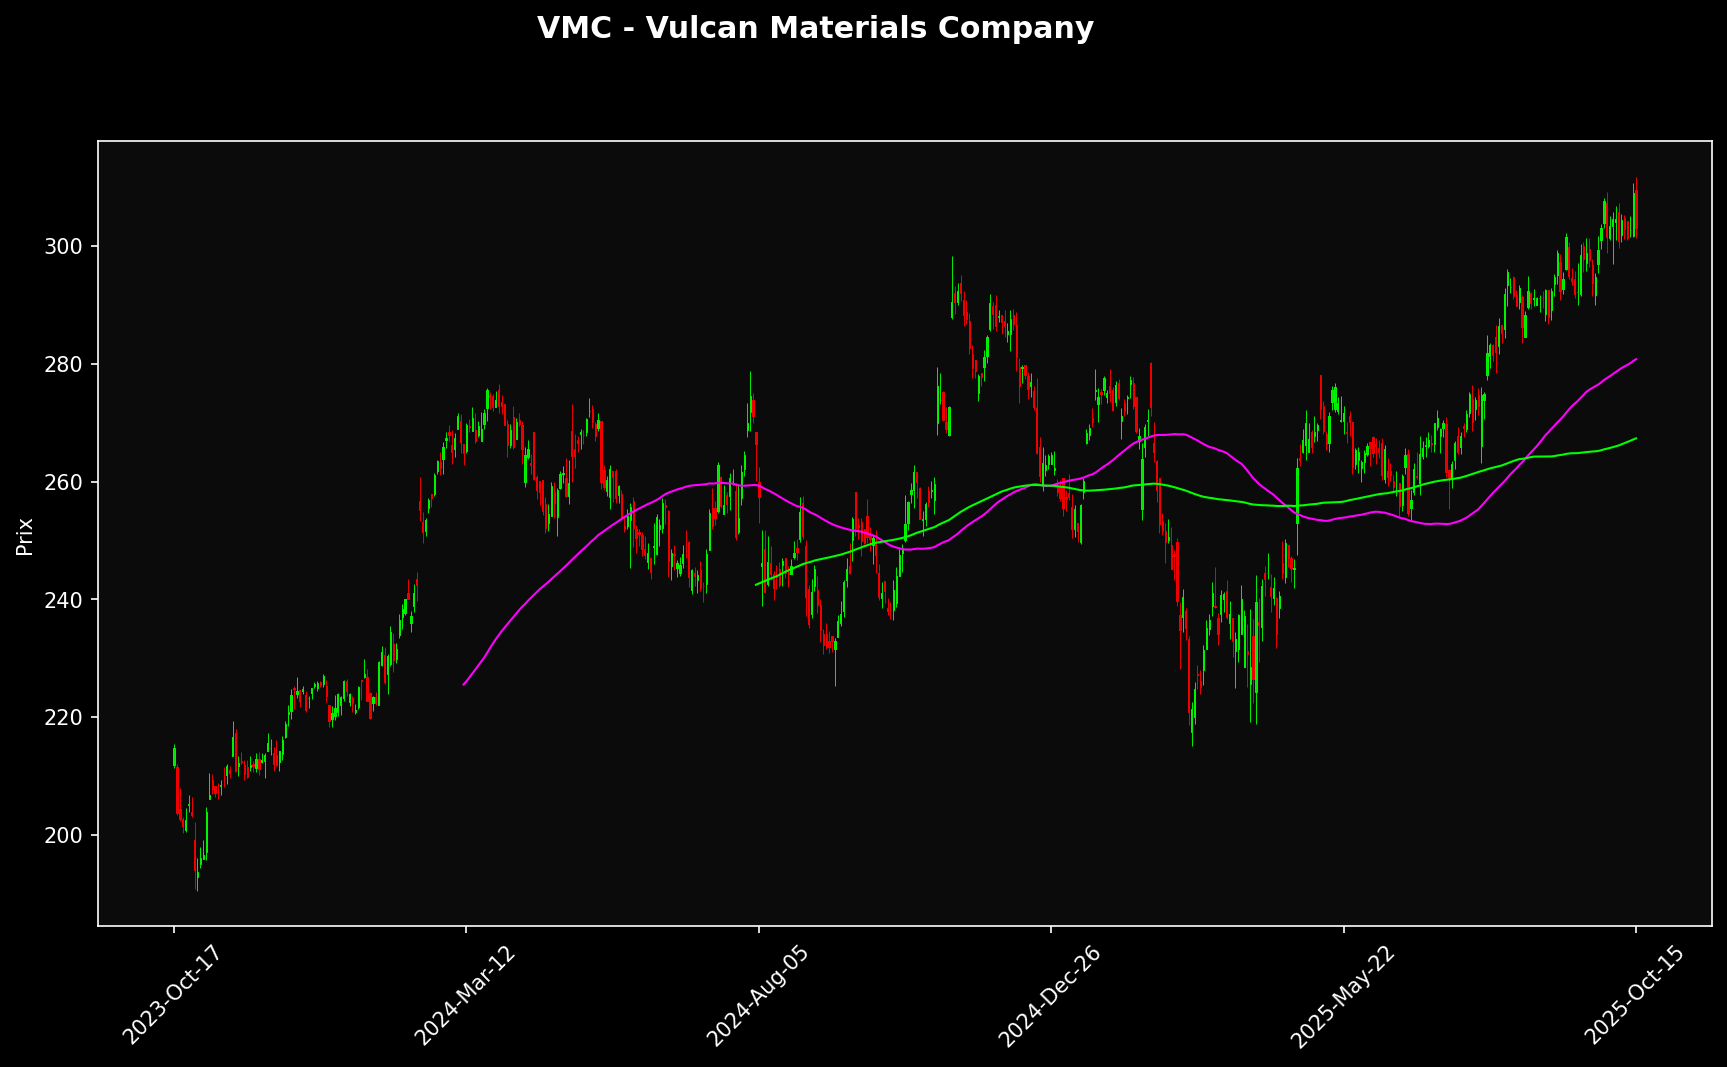 VMC - Vulcan Materials Company
Prix
300
280
260
240
220
200
2023-Oct-17
2024-Mar-12
2024-Aug-05
2024-Dec-26
2025-May-22
2025-Oct-15